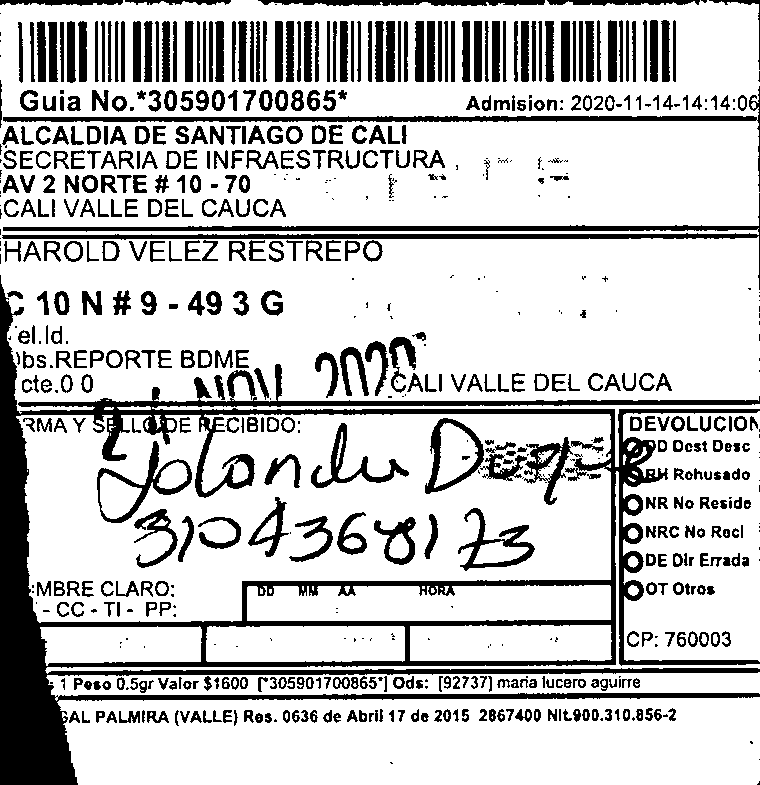 Guia No.*305901700865* Admision: 2020-11-14-14:14:06
ALCALDIA DE SANTIAGO DE CALI
SECRETARIA DE INFRAESTRUCTURA
AV 2 NORTE # 10 - 70
CALI VALLE DEL CAUCA
HAROLD VELEZ RESTREPO
C 10 N # 9 - 49 3 G
el.Id.
bs.REPORTE BDME
cte.0 0
24 NOV 2020
CALI VALLE DEL CAUCA
RMA Y SELLO DE RECIBIDO:
Yolanda Duque
3104368173
DEVOLUCION
DD Dest Desc
RH Rohusado
NR No Reside
NRC No Recl
DE Dir Errada
OT Otros
MBRE CLARO:
- CC - TI - PP:
DD MM AA HORA
CP: 760003
1 Peso 0.5gr Valor $1600 [*305901700865*] Ods: [92737] maria lucero aguirre
GAL PALMIRA (VALLE) Res. 0636 de Abril 17 de 2015 2867400 Nit.900.310.856-2